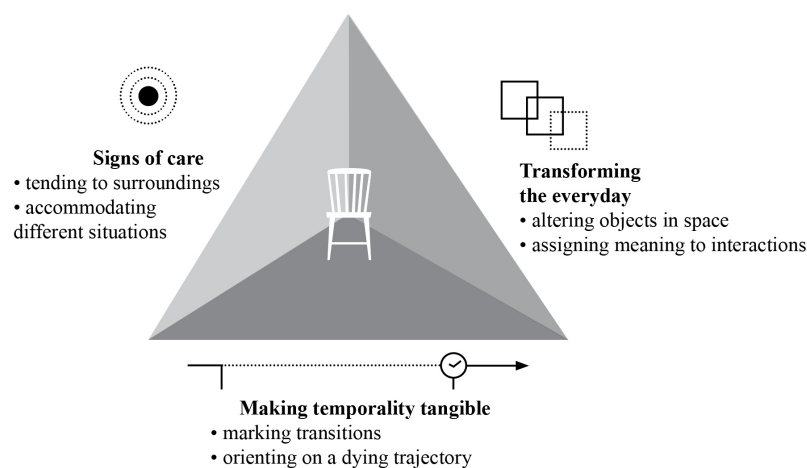 Signs of care
• tending to surroundings
• accommodating
different situations
Transforming
the everyday
• altering objects in space
• assigning meaning to interactions
Making temporality tangible
• marking transitions
• orienting on a dying trajectory